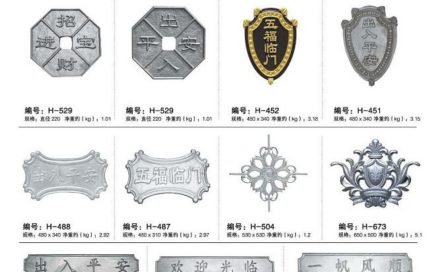 招
进 宝
财
出
平 安
入
五福临门
出入平安
编号：H-529
规格：直径 220 净重约（kg）：1.01
编号：H-529
规格：直径 220 净重约（kg）：1.01
编号：H-452
规格：480 x 340 净重约（kg）：3.18
编号：H-451
规格：480 x 340 净重约（kg）：3.15
出入平安
五福临门
编号：H-488
规格：480 x 340 净重约（kg）：2.92
编号：H-487
规格：480 x 310 净重约（kg）：2.97
编号：H-504
规格：530 x 530 净重约（kg）：1.2
编号：H-673
规格：650 x 500 净重约（kg）：5.1
出入平安
欢迎光临
一帆风顺